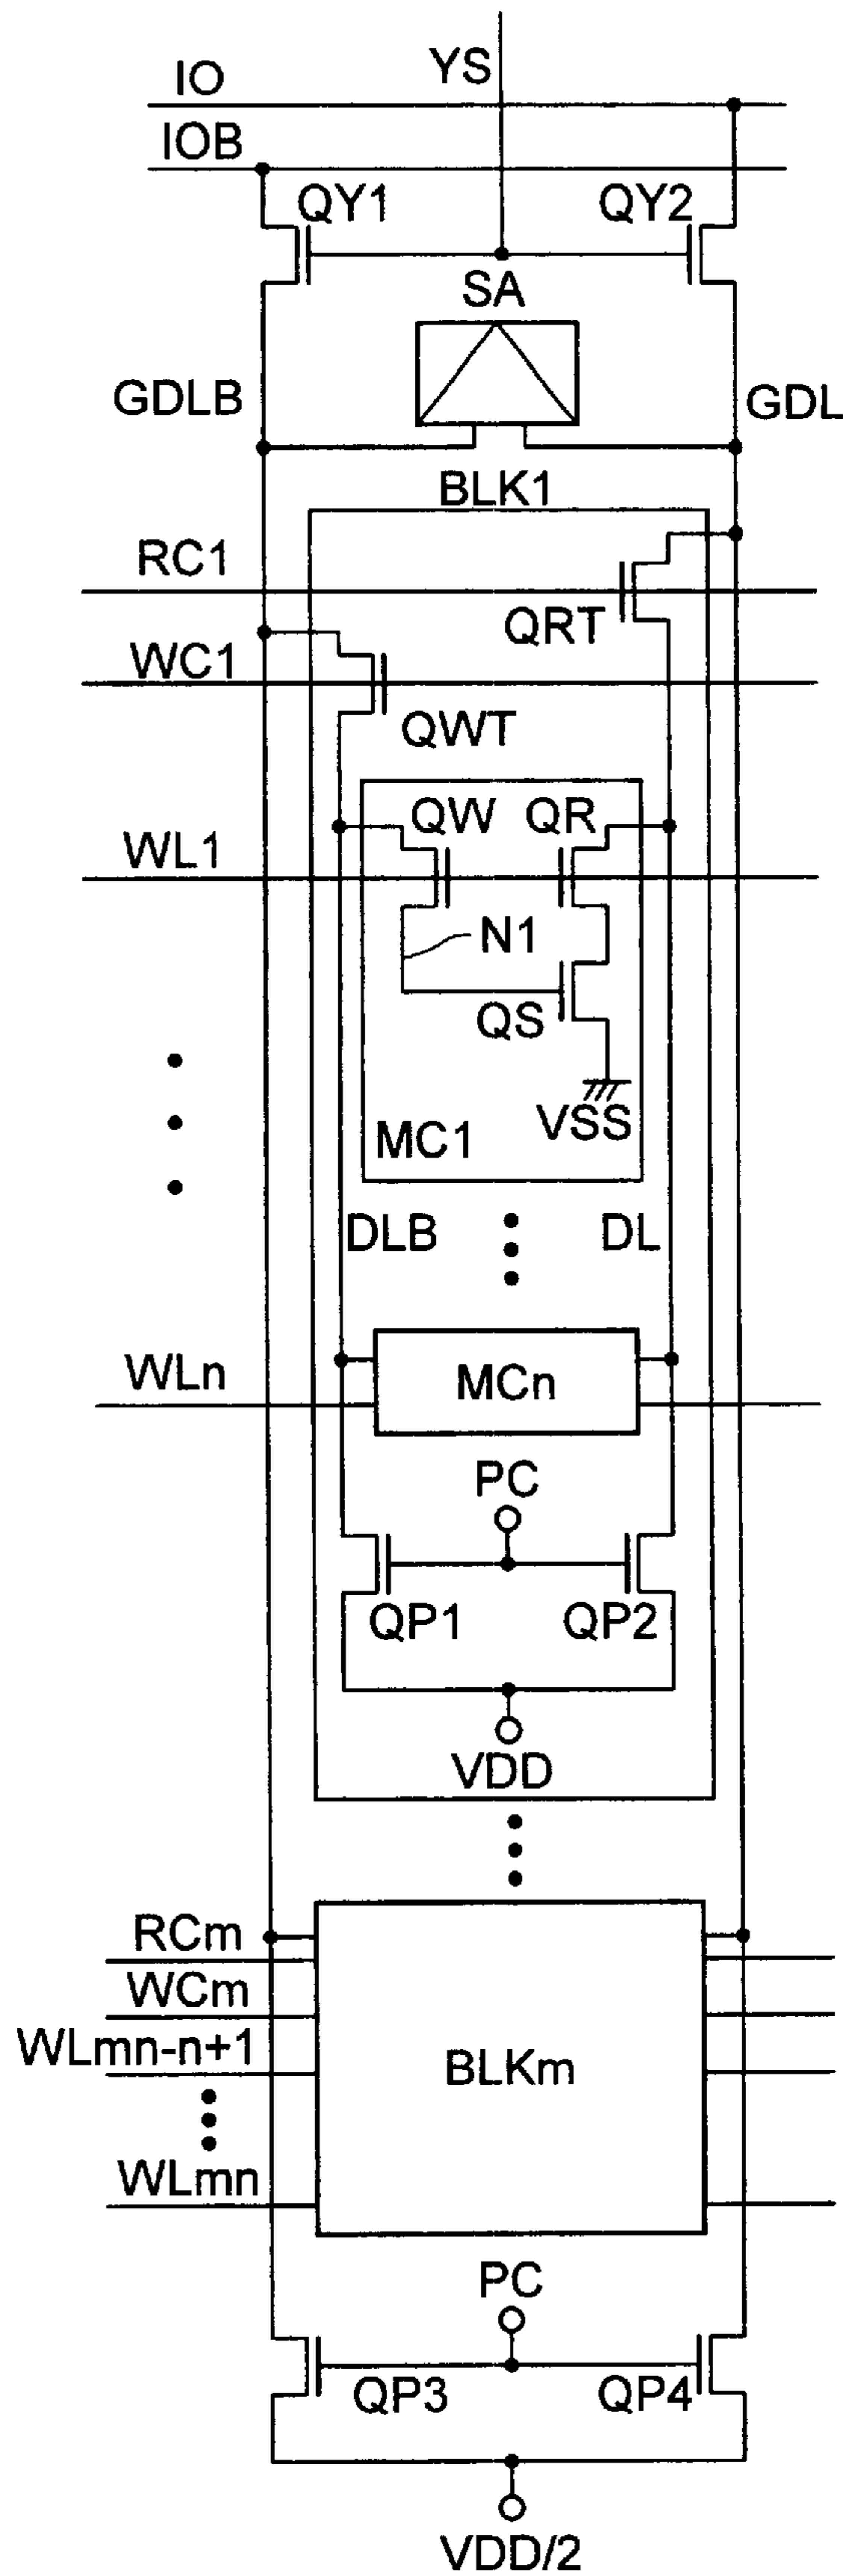 YS
IO
IOB
QY1
QY2
SA
GDLB
GDL
BLK1
RC1
QRT
WC1
QWT
QW
QR
WL1
N1
QS
VSS
MC1
DLB
DL
WLn
MCn
PC
QP1
QP2
VDD
RCm
WCm
WLmn-n+1
BLKm
WLmn
PC
QP3
QP4
VDD/2